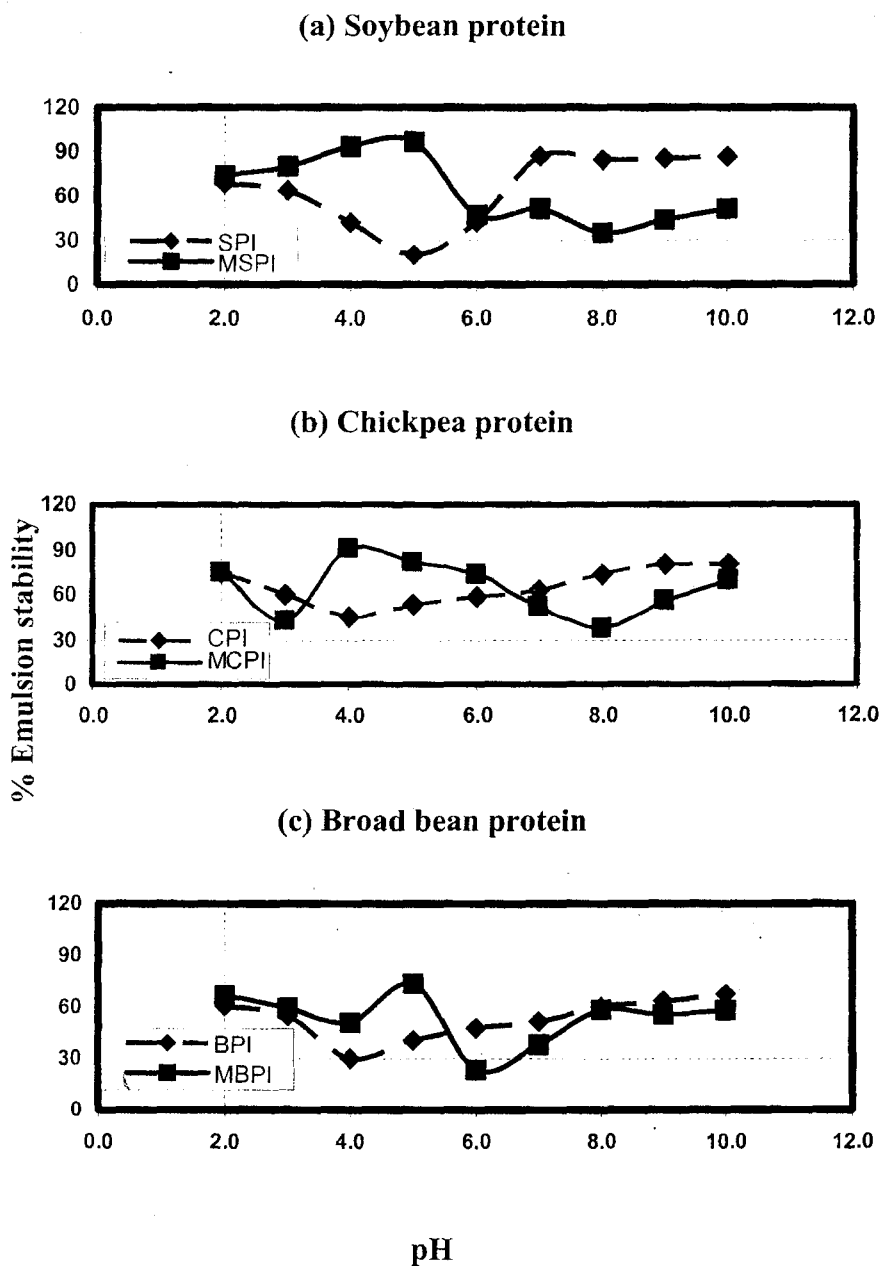 (a) Soybean protein
120
90
60
30
0
SPI
MSPI
0.0 2.0 4.0 6.0 8.0 10.0 12.0
(b) Chickpea protein
% Emulsion stability
120
90
60
30
0
CPI
MCPI
0.0 2.0 4.0 6.0 8.0 10.0 12.0
(c) Broad bean protein
120
90
60
30
0
BPI
MBPI
0.0 2.0 4.0 6.0 8.0 10.0 12.0
pH